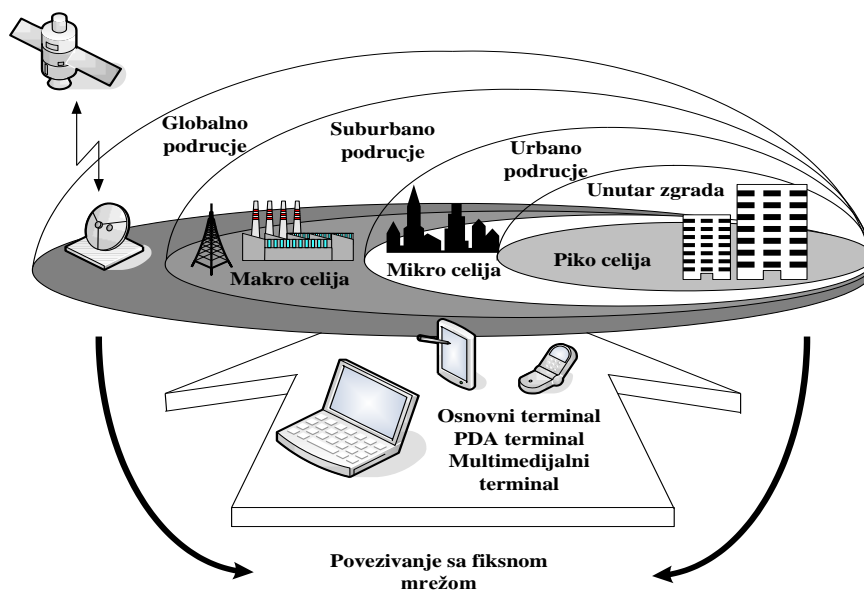 Globalno
podrucje
Suburbano
podrucje
Urbano
podrucje
Unutar zgrada
Makro celija
Mikro celija
Piko celija
Osnovni terminal
PDA terminal
Multimedijalni
terminal
Povezivanje sa fiksnom
mrežom